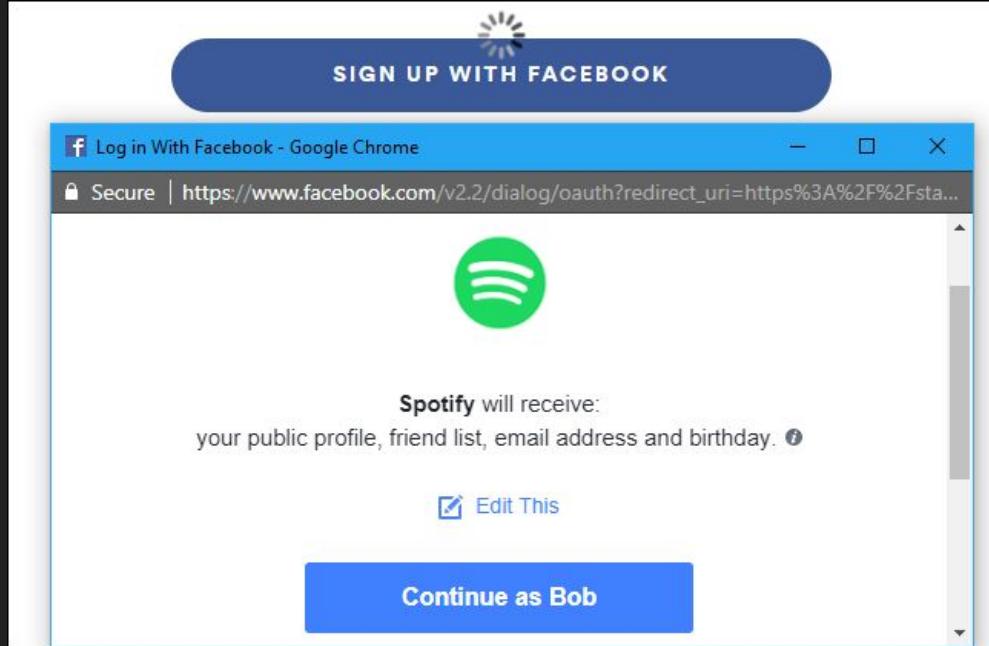 SIGN UP WITH FACEBOOK
Log in With Facebook - Google Chrome
Secure | https://www.facebook.com/v2.2/dialog/oauth?redirect_uri=https%3A%2F%2Fsta...
Spotify will receive:
your public profile, friend list, email address and birthday.
Edit This
Continue as Bob